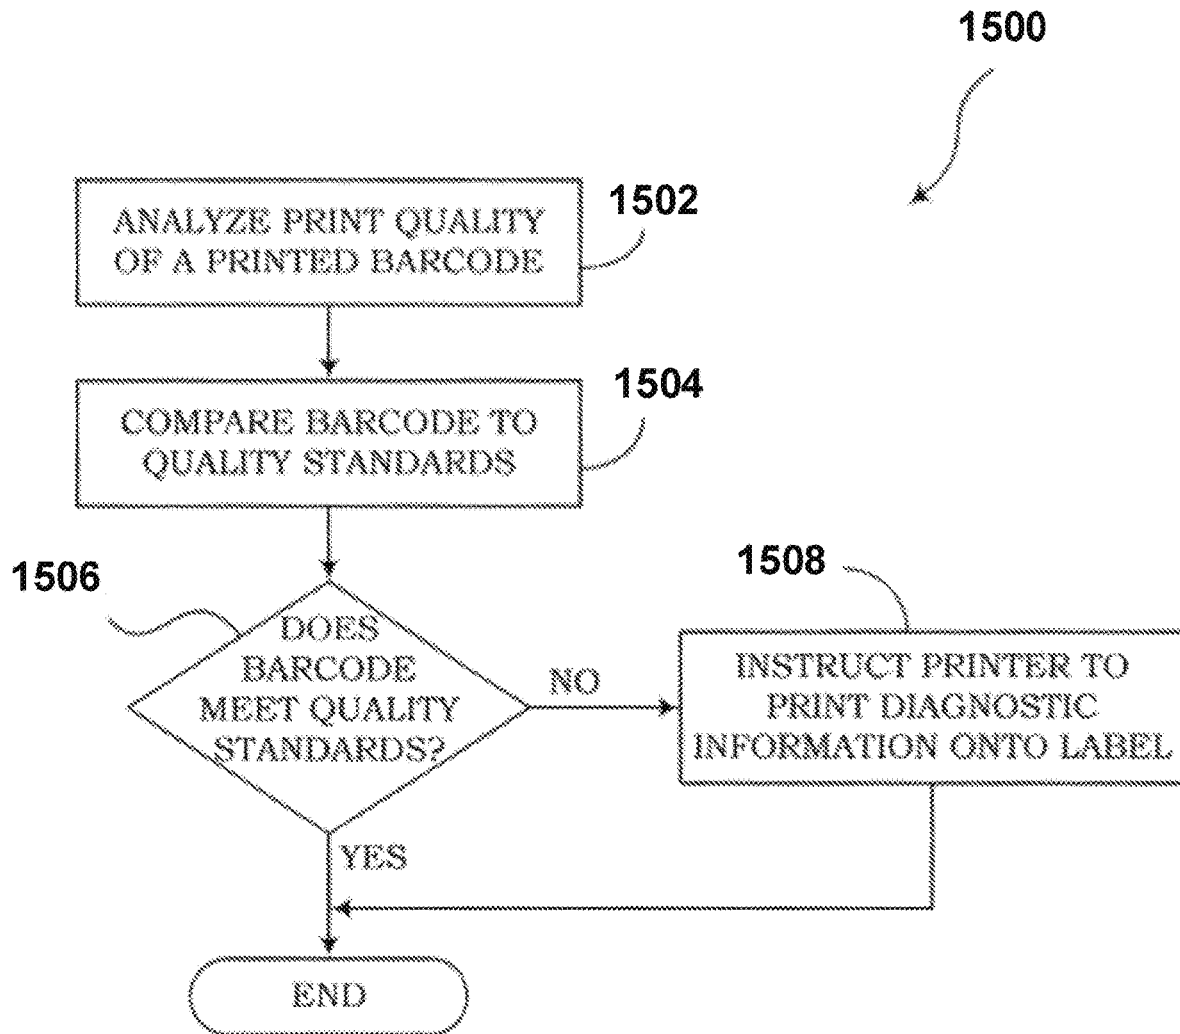 1500
1502
ANALYZE PRINT QUALITY
OF A PRINTED BARCODE
1504
COMPARE BARCODE TO
QUALITY STANDARDS
1506
DOES
BARCODE
MEET QUALITY
STANDARDS?
NO
1508
INSTRUCT PRINTER TO
PRINT DIAGNOSTIC
INFORMATION ONTO LABEL
YES
END